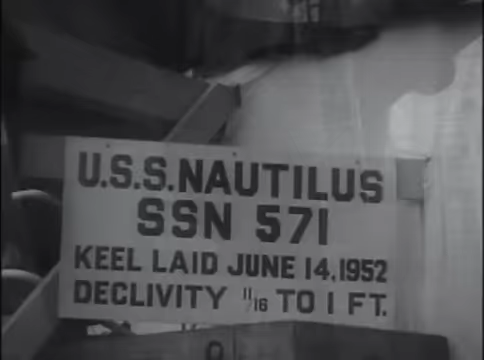 U.S.S. NAUTILUS
SSN 571
KEEL LAID JUNE 14, 1952
DECLIVITY 11/16 TO 1 FT.